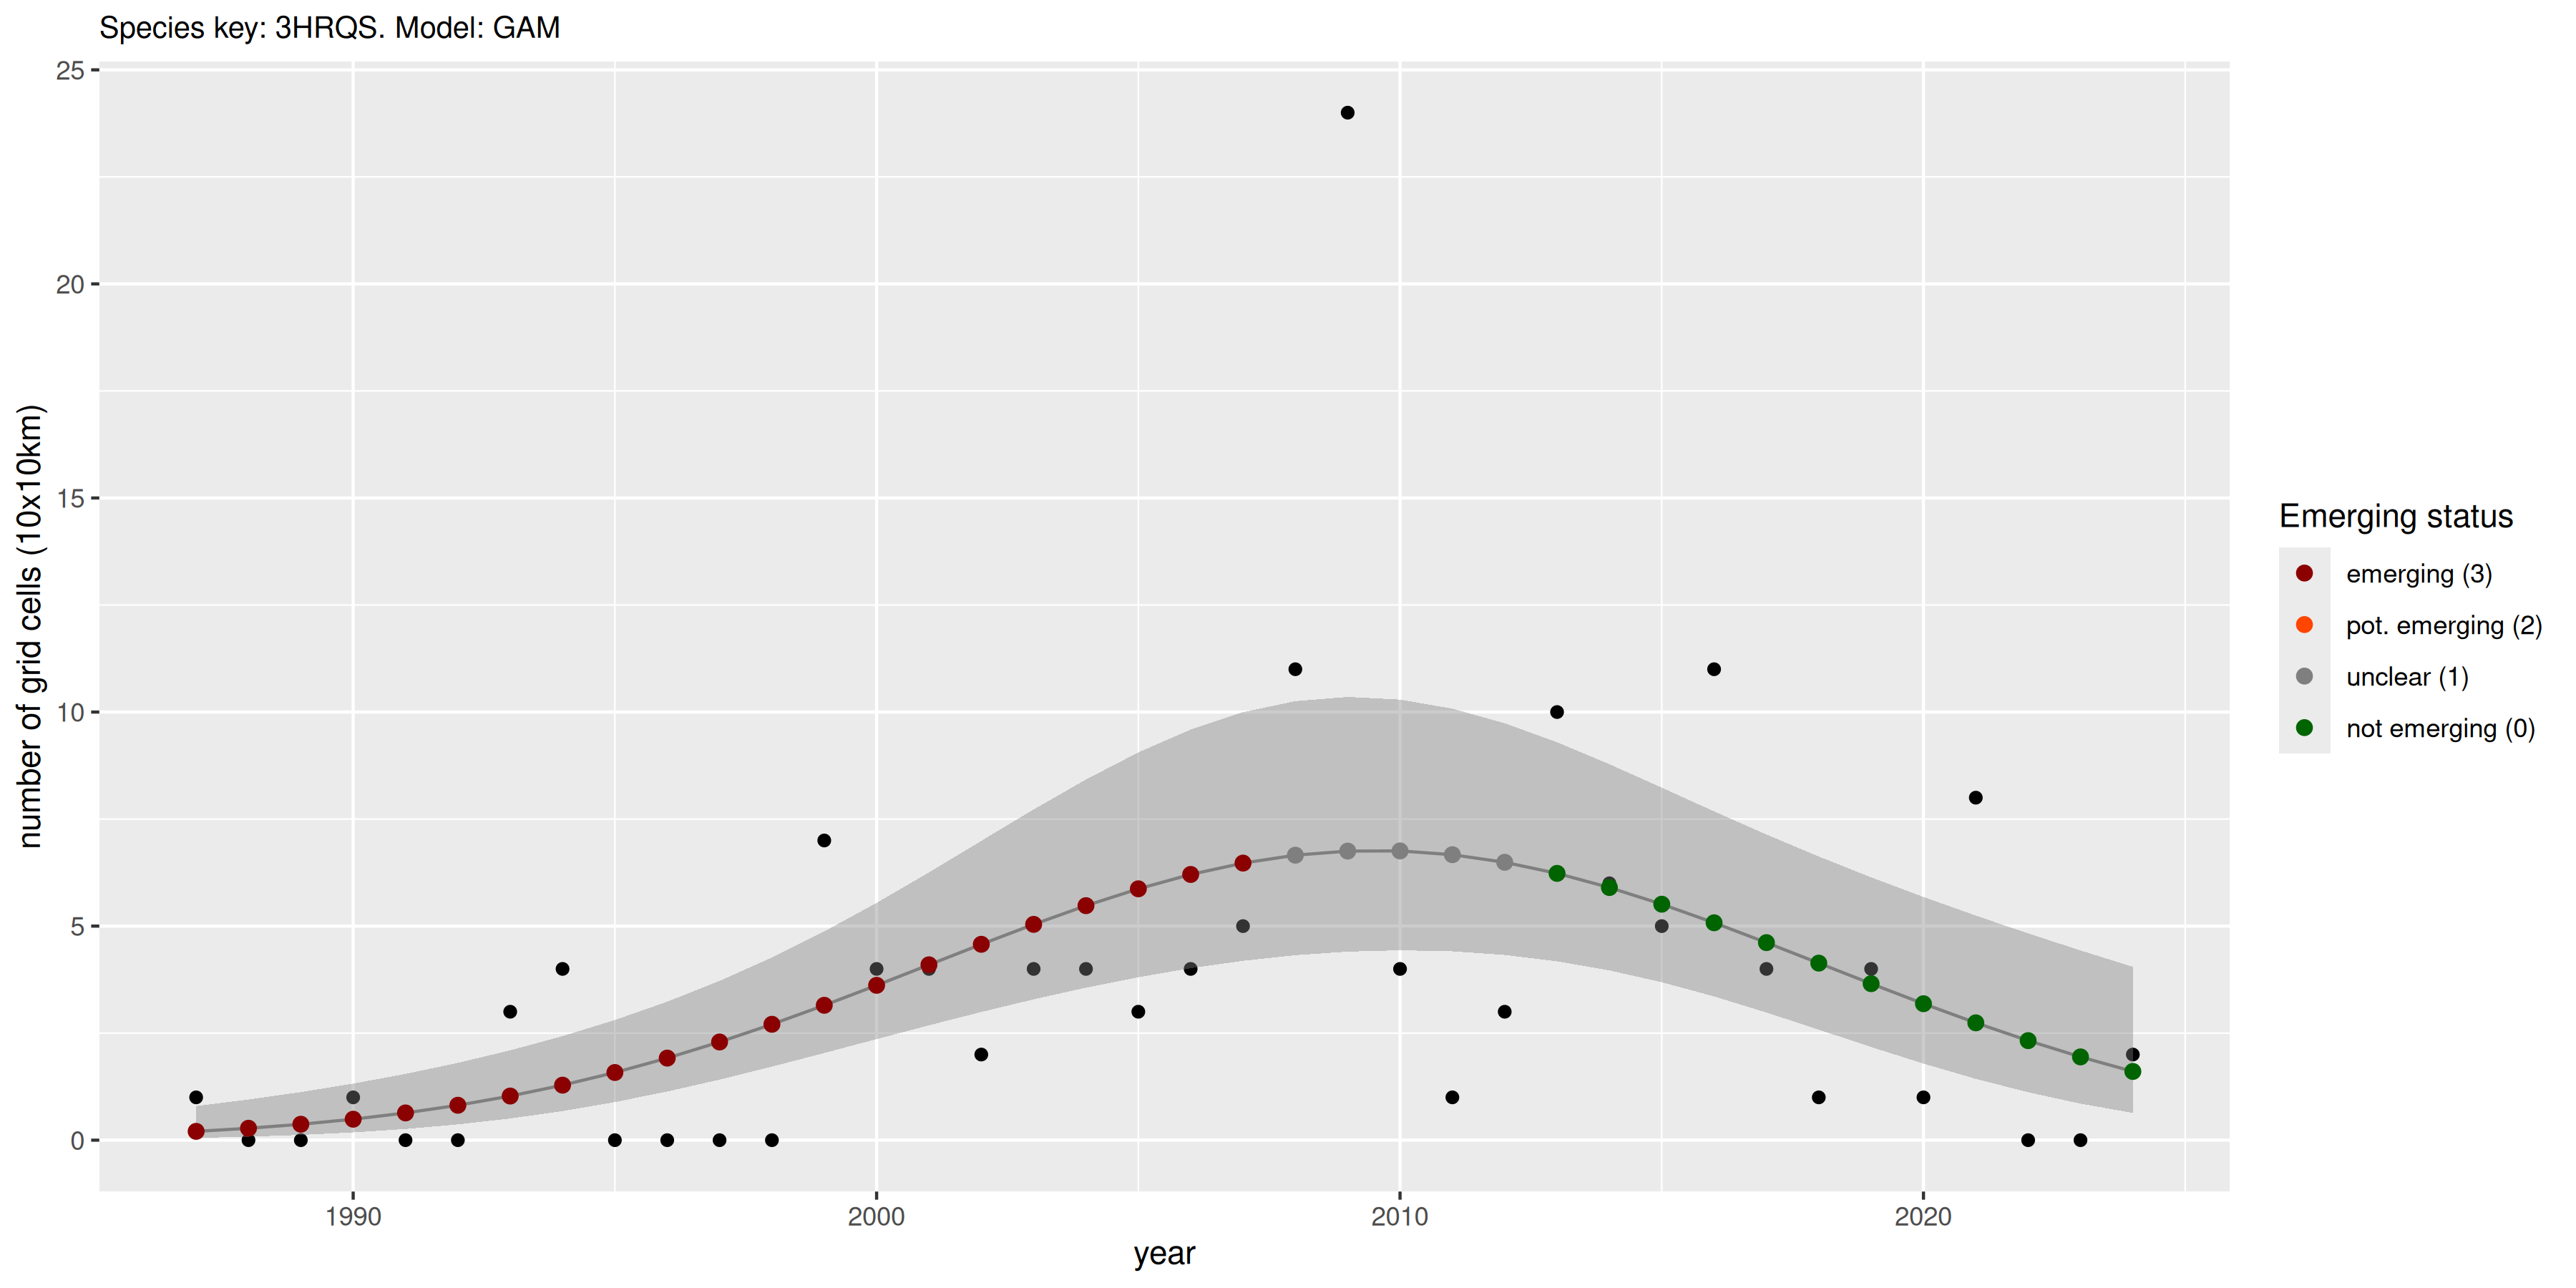 Species key: 3HRQS. Model: GAM
25
20
15
10
5
0
number of grid cells (10x10km)
1990
2000
2010
2020
year
Emerging status
emerging (3)
pot. emerging (2)
unclear (1)
not emerging (0)